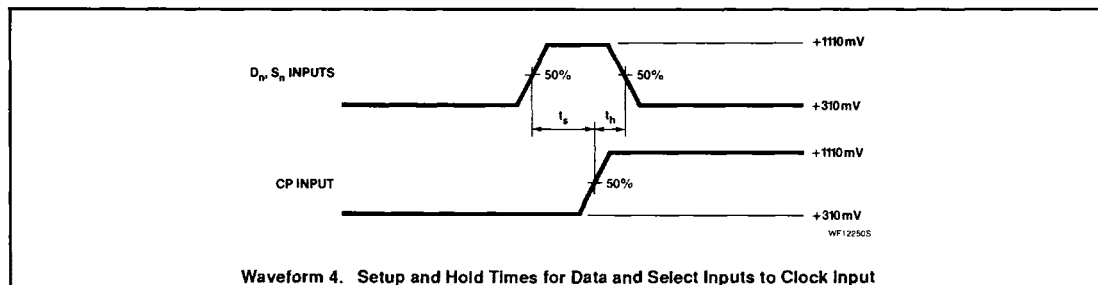 +1110mV
Dn, Sn INPUTS
50%
50%
+310mV
ts
th
+1110mV
CP INPUT
50%
+310mV
WF12250S
Waveform 4. Setup and Hold Times for Data and Select Inputs to Clock Input